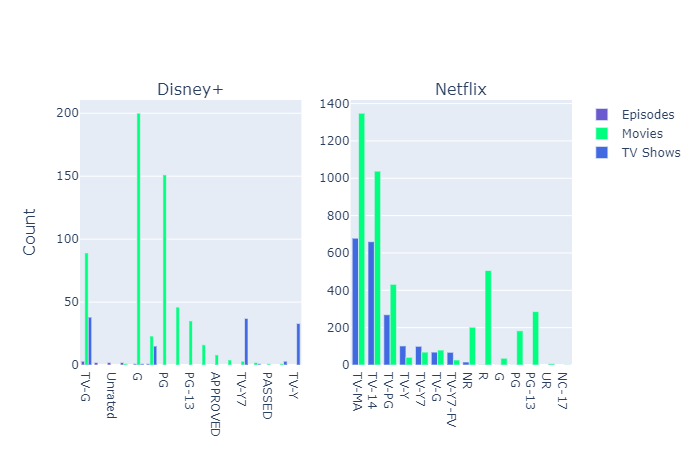 Disney+
Netflix
Episodes
Movies
TV Shows
Count
200
150
100
50
0
TV-G
Unrated
G
PG
PG-13
APPROVED
TV-Y7
PASSED
TV-Y
1400
1200
1000
800
600
400
200
0
TV-MA
TV-14
TV-PG
TV-Y
TV-Y7
TV-G
TV-Y7-FV
NR
R
G
PG
PG-13
UR
NC-17